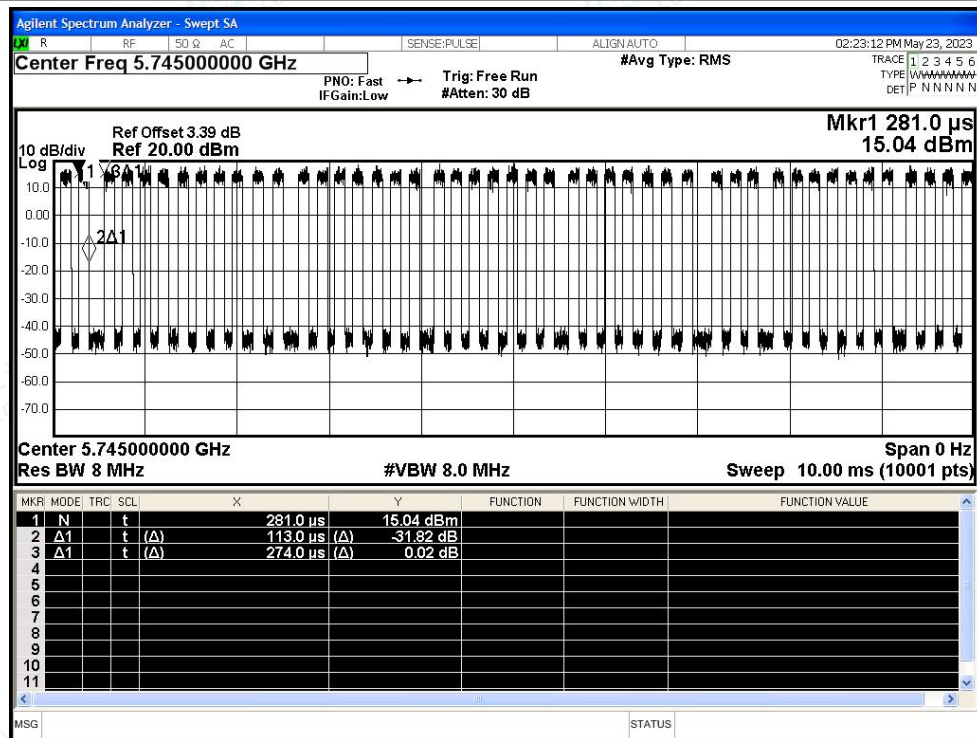 Agilent Spectrum Analyzer - Swept SA
LXI R RF 50 Ω AC SENSE:PULSE ALIGN AUTO 02:23:12 PM May 23, 2023
Center Freq 5.745000000 GHz #Avg Type: RMS TRACE 1 2 3 4 5 6
PNO: Fast Trig: Free Run TYPE WWWWWW
IFGain:Low #Atten: 30 dB DET P N N N N N
Mkr1 281.0 µs
Ref Offset 3.39 dB
10 dB/div Ref 20.00 dBm 15.04 dBm
Log
1 3Δ1
10.0
0.00
2Δ1
-10.0
-20.0
-30.0
-40.0
-50.0
-60.0
-70.0
Center 5.745000000 GHz Span 0 Hz
Res BW 8 MHz #VBW 8.0 MHz Sweep 10.00 ms (10001 pts)
MKR MODE TRC SCL X Y FUNCTION FUNCTION WIDTH FUNCTION VALUE
1 N t 281.0 µs 15.04 dBm
2 Δ1 t (Δ) 113.0 µs (Δ) -31.82 dB
3 Δ1 t (Δ) 274.0 µs (Δ) 0.02 dB
4
5
6
7
8
9
10
11
MSG STATUS